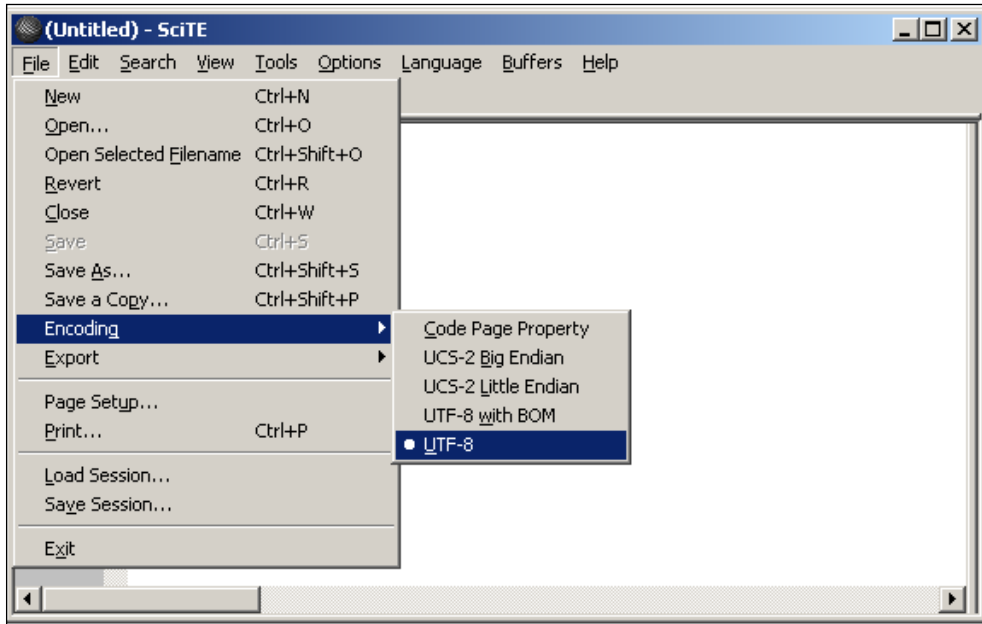 (Untitled) - SciTE
File Edit Search View Tools Options Language Buffers Help
New Ctrl+N
Open... Ctrl+O
Open Selected Filename Ctrl+Shift+O
Revert Ctrl+R
Close Ctrl+W
Save Ctrl+S
Save As... Ctrl+Shift+S
Save a Copy... Ctrl+Shift+P
Encoding
Export
Page Setup...
Print... Ctrl+P
Load Session...
Save Session...
Exit
Code Page Property
UCS-2 Big Endian
UCS-2 Little Endian
UTF-8 with BOM
UTF-8